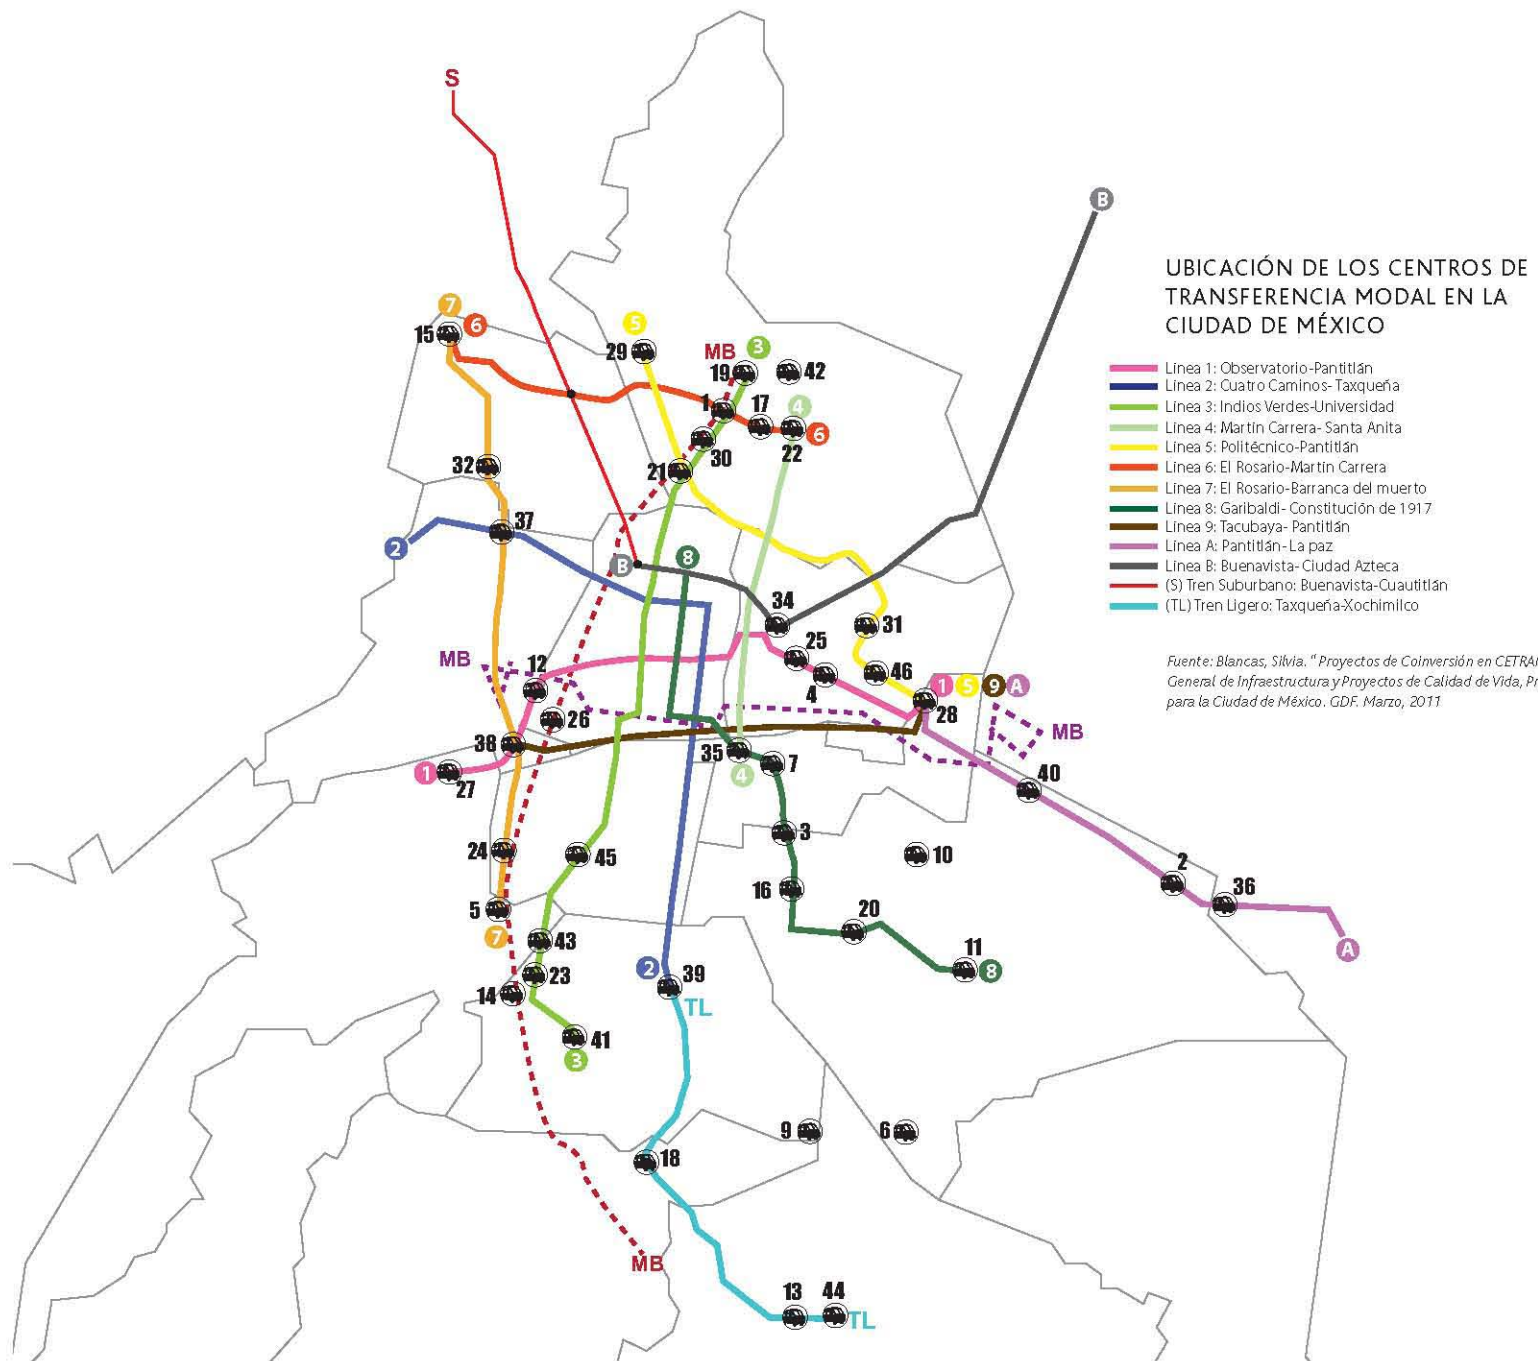 S
B
UBICACIÓN DE LOS CENTROS DE
TRANSFERENCIA MODAL EN LA
CIUDAD DE MÉXICO
Línea 1: Observatorio-Pantitlán
Línea 2: Cuatro Caminos- Taxqueña
Línea 3: Indios Verdes-Universidad
Línea 4: Martín Carrera- Santa Anita
Línea 5: Politécnico-Pantitlán
Línea 6: El Rosario-Martín Carrera
Línea 7: El Rosario-Barranca del muerto
Línea 8: Garibaldi- Constitución de 1917
Línea 9: Tacubaya- Pantitlán
Línea A: Pantitlán-La paz
Línea B: Buenavista- Ciudad Azteca
(S) Tren Suburbano: Buenavista-Cuautitlán
(TL) Tren Ligero: Taxqueña-Xochimilco
Fuente: Blancas, Silvia. " Proyectos de Coinversión en CETRA
General de Infraestructura y Proyectos de Calidad de Vida, Pr
para la Ciudad de México. GDF. Marzo, 2011
7
6
15
5
29
MB
3
19
42
1
17
4
22
6
30
21
32
37
2
B
8
34
31
25
4
46
MB
12
26
1
5
9
A
28
MB
38
1
27
35
4
7
40
3
10
24
45
2
36
16
5
7
20
11
8
43
23
14
2
39
TL
A
41
3
9
6
18
MB
13
44
TL